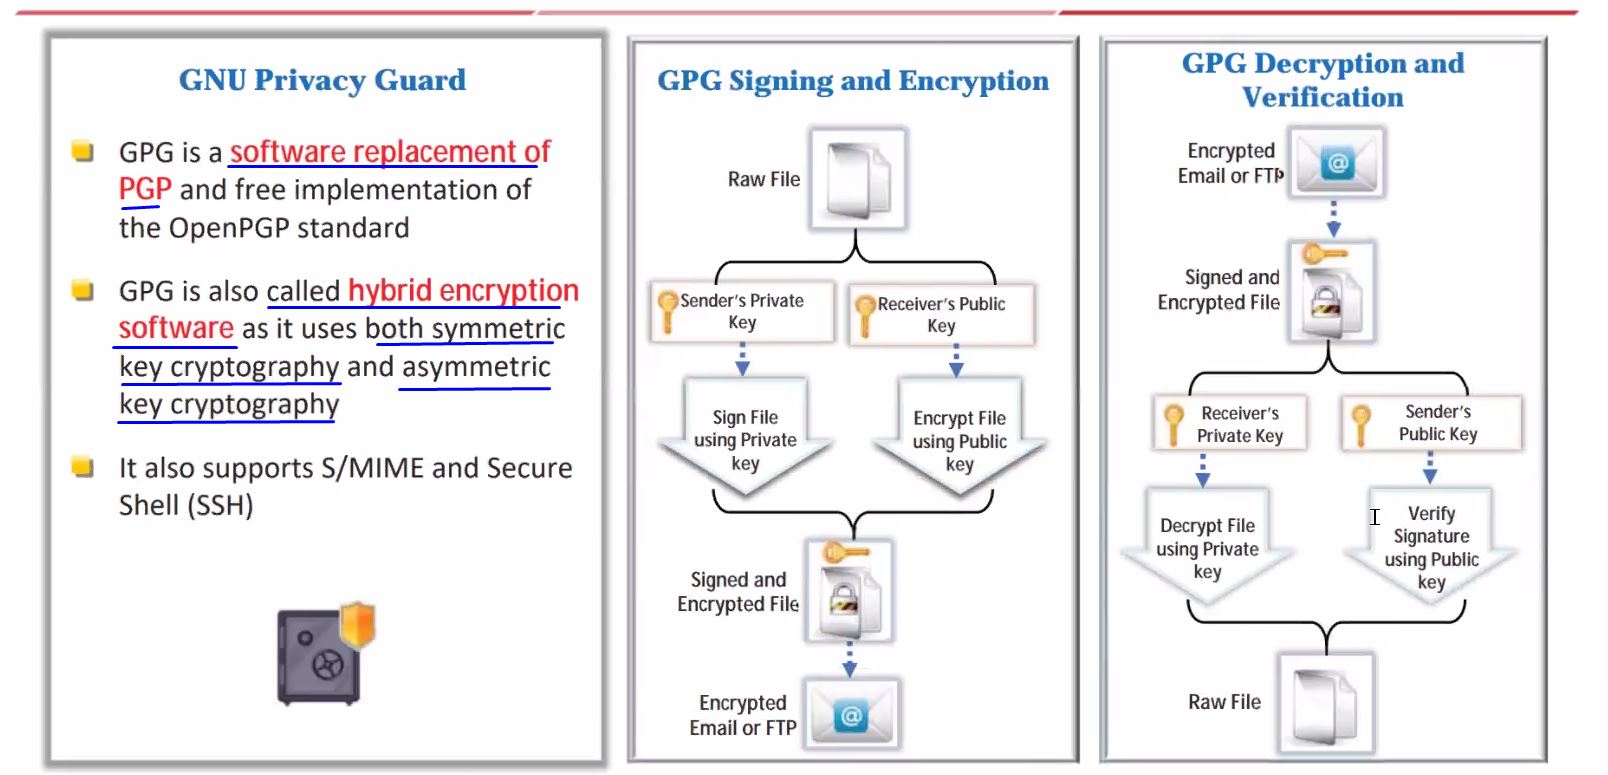 GNU Privacy Guard
GPG is a software replacement of
PGP and free implementation of
the OpenPGP standard
GPG is also called hybrid encryption
software as it uses both symmetric
key cryptography and asymmetric
key cryptography
It also supports S/MIME and Secure
Shell (SSH)
GPG Signing and Encryption
Raw File
Sender's Private
Key
Receiver's Public
Key
Sign File
using Private
key
Encrypt File
using Public
key
Signed and
Encrypted File
Encrypted
Email or FTP
@
GPG Decryption and
Verification
Encrypted
Email or FTP
@
Signed and
Encrypted File
Receiver's
Private Key
Sender's
Public Key
Decrypt File
using Private
key
Verify
Signature
using Public
key
Raw File